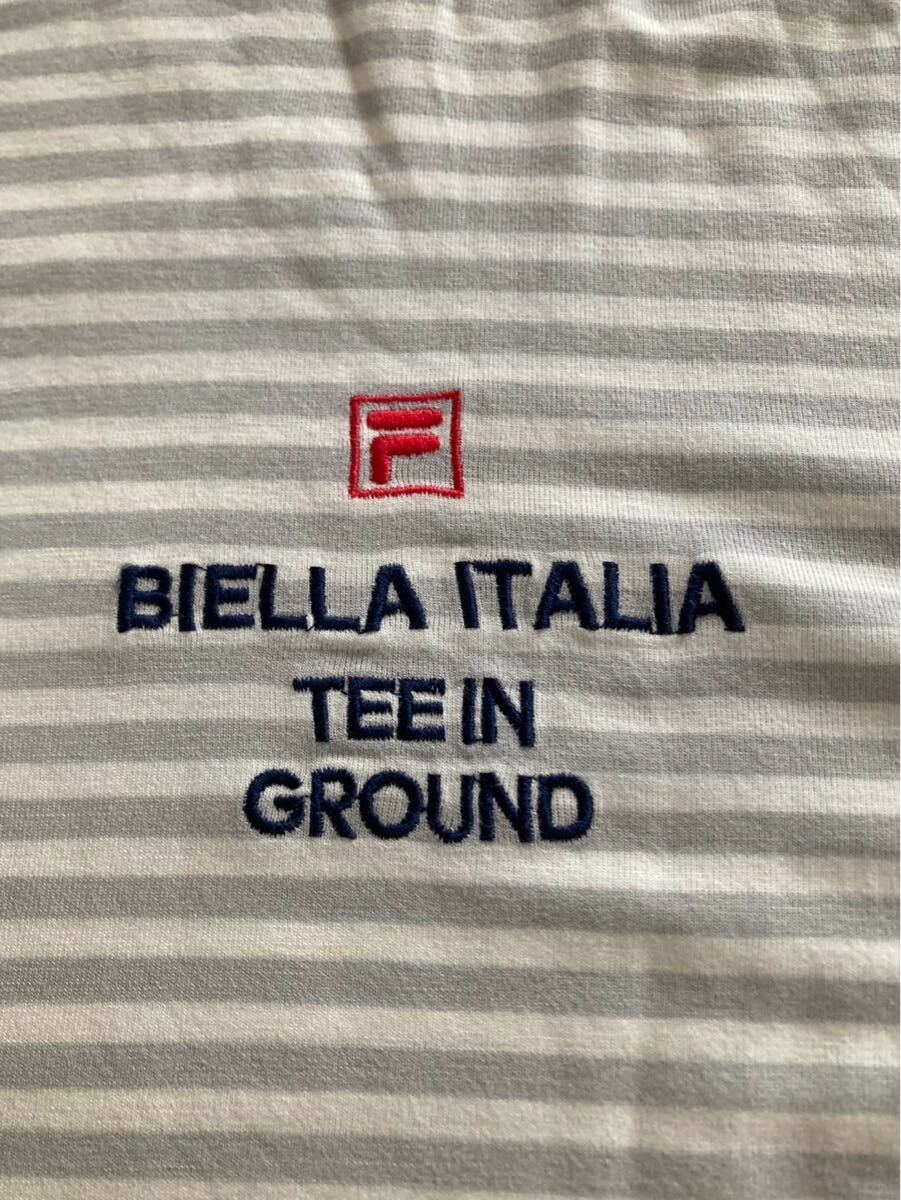 F
BIELLA ITALIA
TEE IN
GROUND